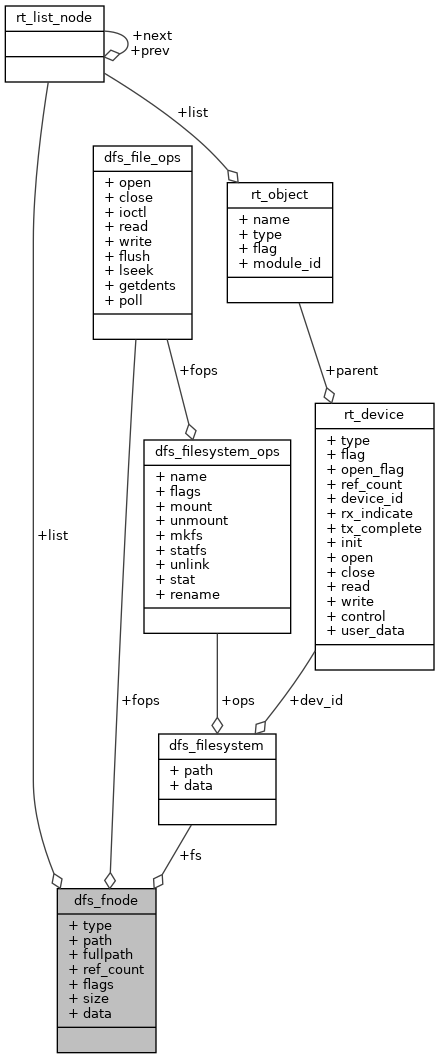 rt_list_node
+next
+prev
+list
dfs_file_ops
+ open
+ close
+ ioctl
+ read
+ write
+ flush
+ lseek
+ getdents
+ poll
rt_object
+ name
+ type
+ flag
+ module_id
+fops
+parent
rt_device
+ type
+ flag
+ open_flag
+ ref_count
+ device_id
+ rx_indicate
+ tx_complete
+ init
+ open
+ close
+ read
+ write
+ control
+ user_data
dfs_filesystem_ops
+ name
+ flags
+ mount
+ unmount
+ mkfs
+ statfs
+ unlink
+ stat
+ rename
+list
+fops
+ops
+dev_id
dfs_filesystem
+ path
+ data
+fs
dfs_fnode
+ type
+ path
+ fullpath
+ ref_count
+ flags
+ size
+ data